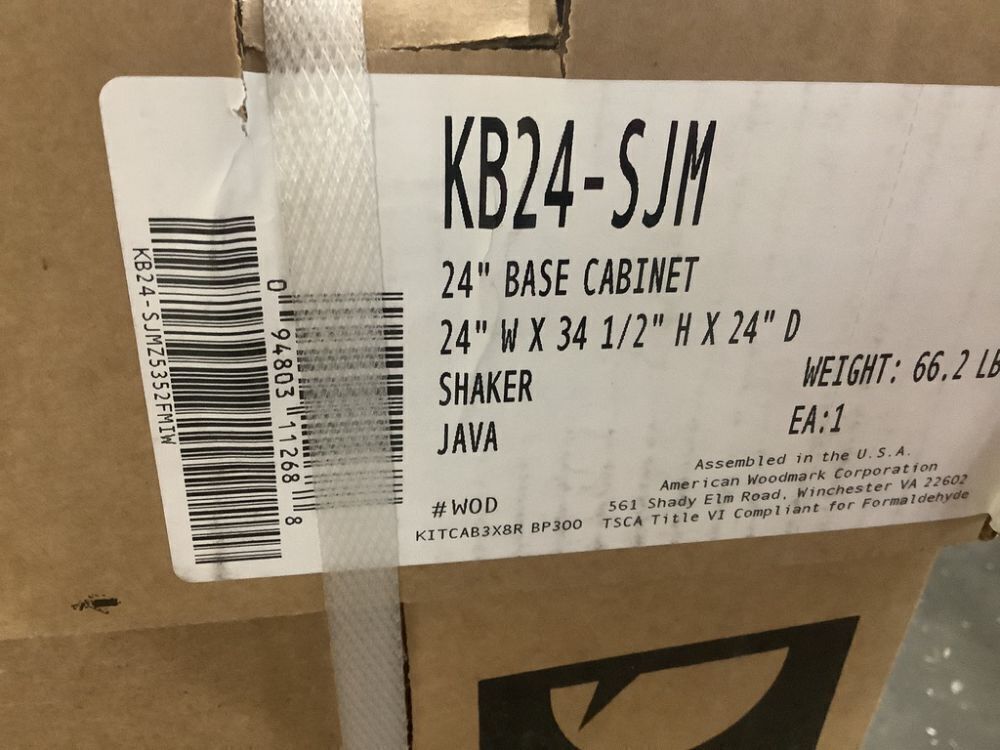 KB24-SJM
24" BASE CABINET
24" W X 34 1/2" H X 24" D
SHAKER
JAVA
WEIGHT: 66.2 LB
EA:1
Assembled in the U.S.A.
American Woodmark Corporation
561 Shady Elm Road, Winchester VA 22602
TSCA Title VI Compliant for Formaldehyde
#WOD
KITCAB3X8R BP300
KB24-SJMZ5352FMIW
0 94803 11268 8